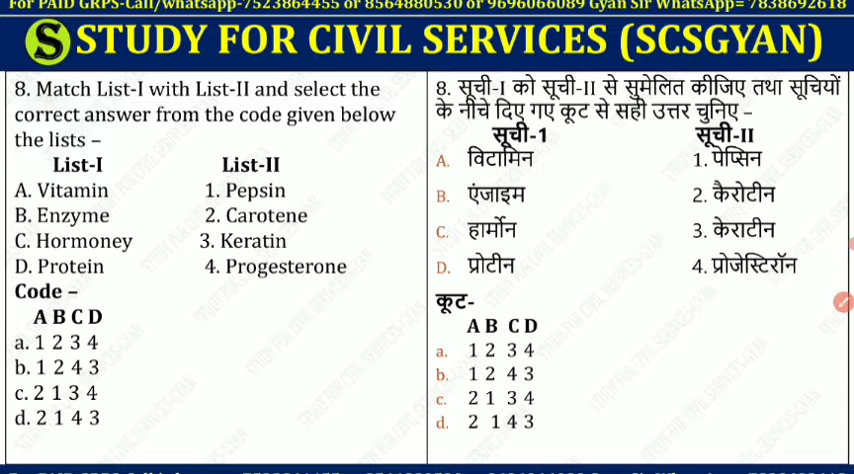 For PAID GRPS-Call/whatsapp-7523864455 or 8564880530 or 9696066089 Gyan Sir WhatsApp= 7838692618
S STUDY FOR CIVIL SERVICES (SCSGYAN)
8. Match List-I with List-II and select the
correct answer from the code given below
the lists –
List-I List-II
A. Vitamin 1. Pepsin
B. Enzyme 2. Carotene
C. Hormoney 3. Keratin
D. Protein 4. Progesterone
Code –
A B C D
a. 1 2 3 4
b. 1 2 4 3
c. 2 1 3 4
d. 2 1 4 3
8. सूची-I को सूची-II से सुमेलित कीजिए तथा सूचियों
के नीचे दिए गए कूट से सही उत्तर चुनिए –
सूची-1 सूची-II
A. विटामिन 1. पेप्सिन
B. एंजाइम 2. कैरोटीन
C. हार्मोन 3. केराटीन
D. प्रोटीन 4. प्रोजेस्टिरॉन
कूट-
A B C D
a. 1 2 3 4
b. 1 2 4 3
c. 2 1 3 4
d. 2 1 4 3